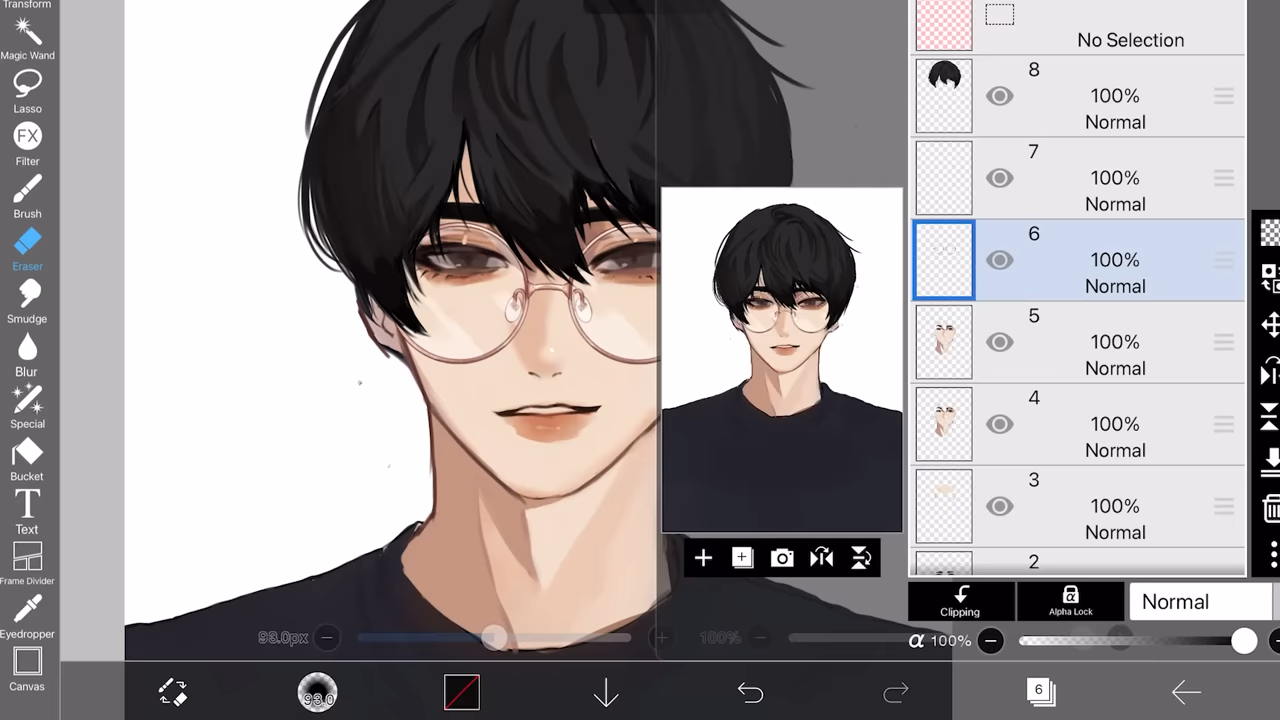 Transform
Magic Wand
Lasso
FX
Filter
Brush
Eraser
Smudge
Blur
Special
Bucket
T
Text
Frame Divider
Eyedropper
Canvas
No Selection
8
100%
Normal
7
100%
Normal
6
100%
Normal
5
100%
Normal
4
100%
Normal
3
100%
Normal
2
Clipping
α
Alpha Lock
Normal
93.0px
100%
α 100%
93.0
6